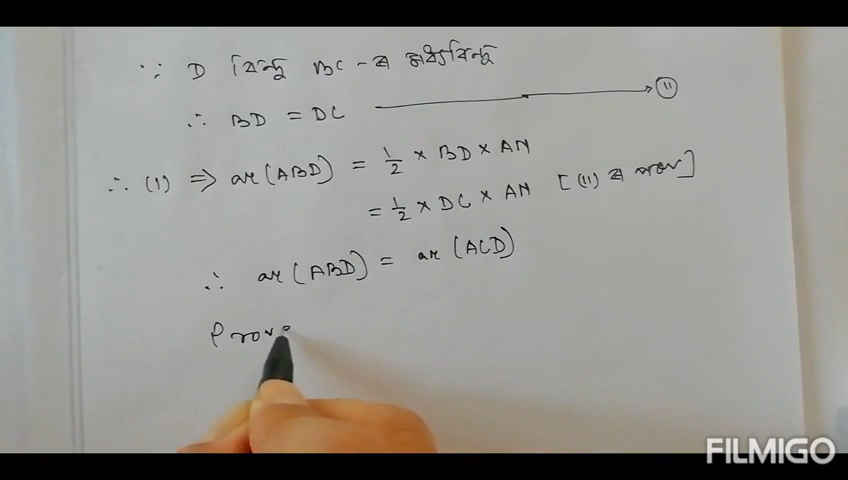 ∵ D বিন্দু BC-ৰ মধ্যবিন্দু
∴ BD = DC ⟶ (ii)
∴ (i) ⇒ ar(ABD) = 1/2 × BD × AN
= 1/2 × DC × AN [(ii) ৰ পৰা]
∴ ar(ABD) = ar(ACD)
Prove
FILMIGO